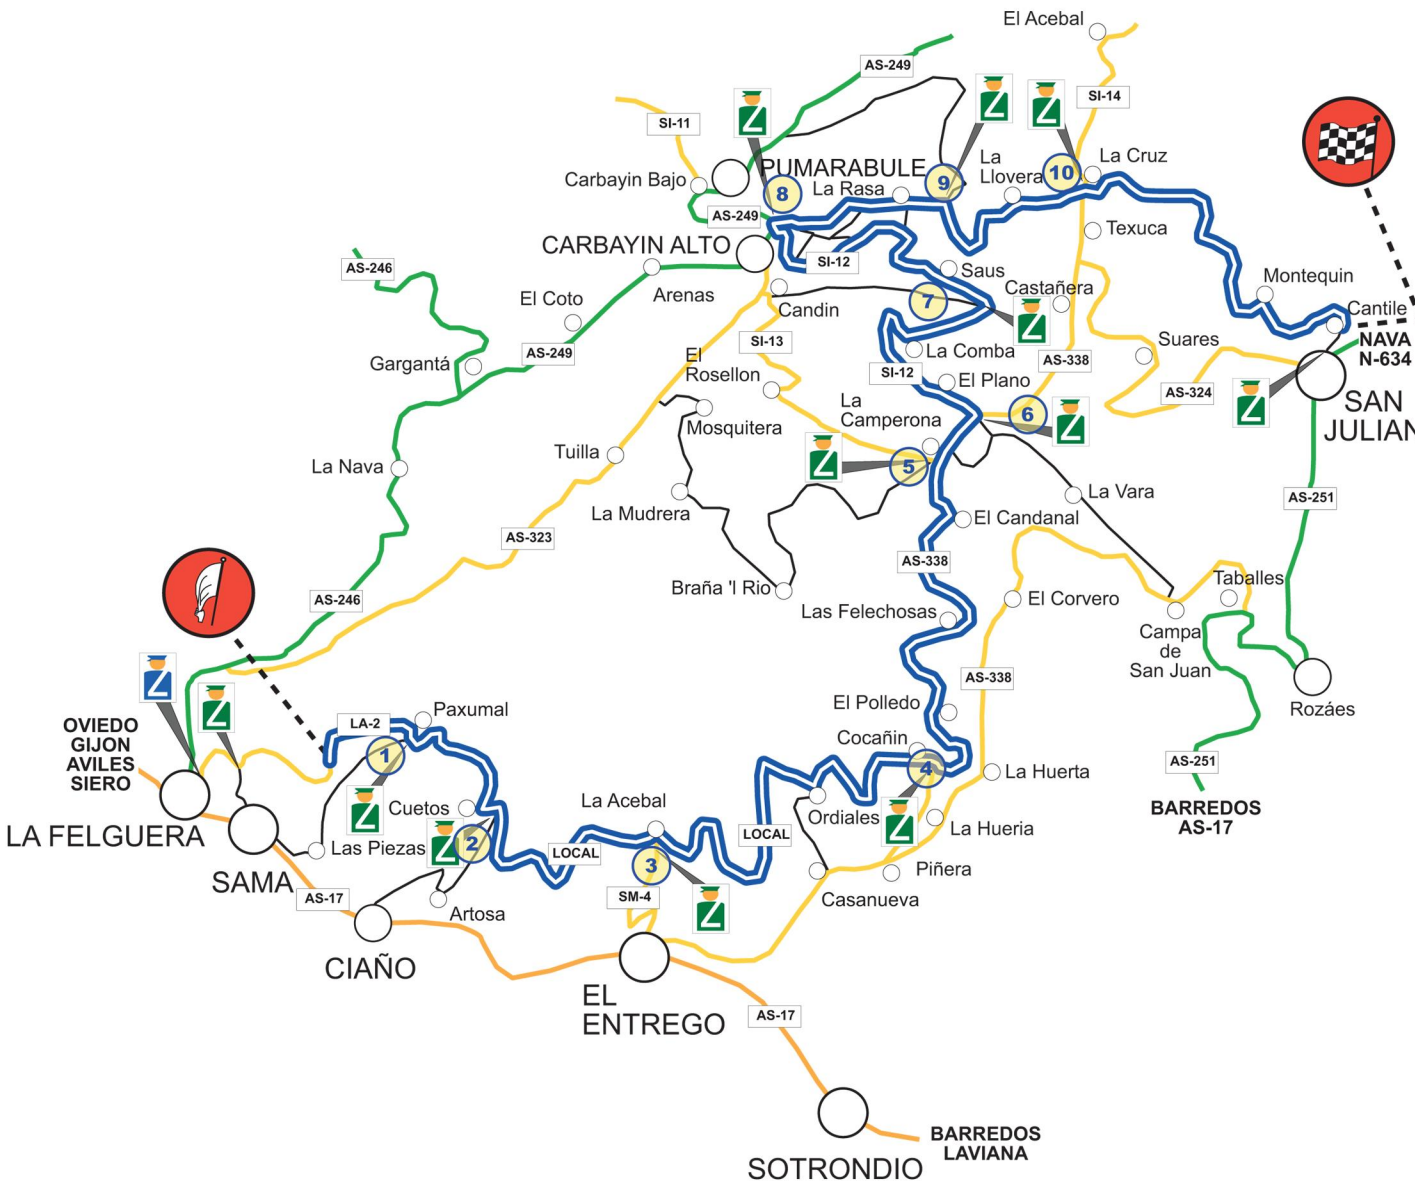 El Acebal
AS-249
SI-14
SI-11
La Cruz
La
Llovera
PUMARABULE
Carbayin Bajo
La Rasa
8
9
10
AS-249
Texuca
CARBAYIN ALTO
SI-12
AS-246
Saus
Castañera
Montequin
El Coto
Arenas
Candin
7
Cantile
NAVA
N-634
SI-13
Suares
Gargantá
AS-249
El
Rosellon
La Comba
AS-338
SI-12
El Plano
AS-324
SAN
JULIAN
La
Camperona
6
Mosquitera
Tuilla
La Nava
5
La Vara
AS-251
La Mudrera
El Candanal
AS-323
AS-338
Taballes
Braña 'l Rio
El Corvero
AS-246
Las Felechosas
Campa
de
San Juan
AS-338
Rozáes
El Polledo
Paxumal
LA-2
OVIEDO
GIJON
AVILES
SIERO
1
Cocañin
4
La Huerta
AS-251
BARREDOS
AS-17
Cuetos
La Acebal
Ordiales
La Hueria
LA FELGUERA
LOCAL
2
Las Piezas
LOCAL
3
Piñera
SAMA
AS-17
SM-4
Casanueva
Artosa
CIAÑO
EL
ENTREGO
AS-17
BARREDOS
LAVIANA
SOTRONDIO